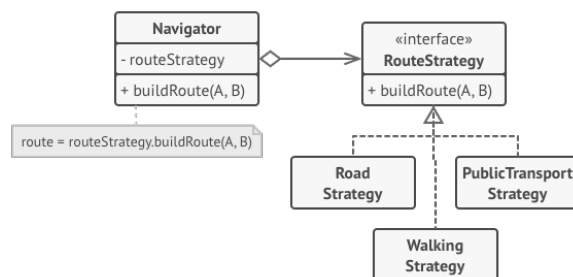 Navigator
- routeStrategy
+ buildRoute(A, B)
route = routeStrategy.buildRoute(A, B)
«interface»
RouteStrategy
+ buildRoute(A, B)
Road
Strategy
PublicTransport
Strategy
Walking
Strategy